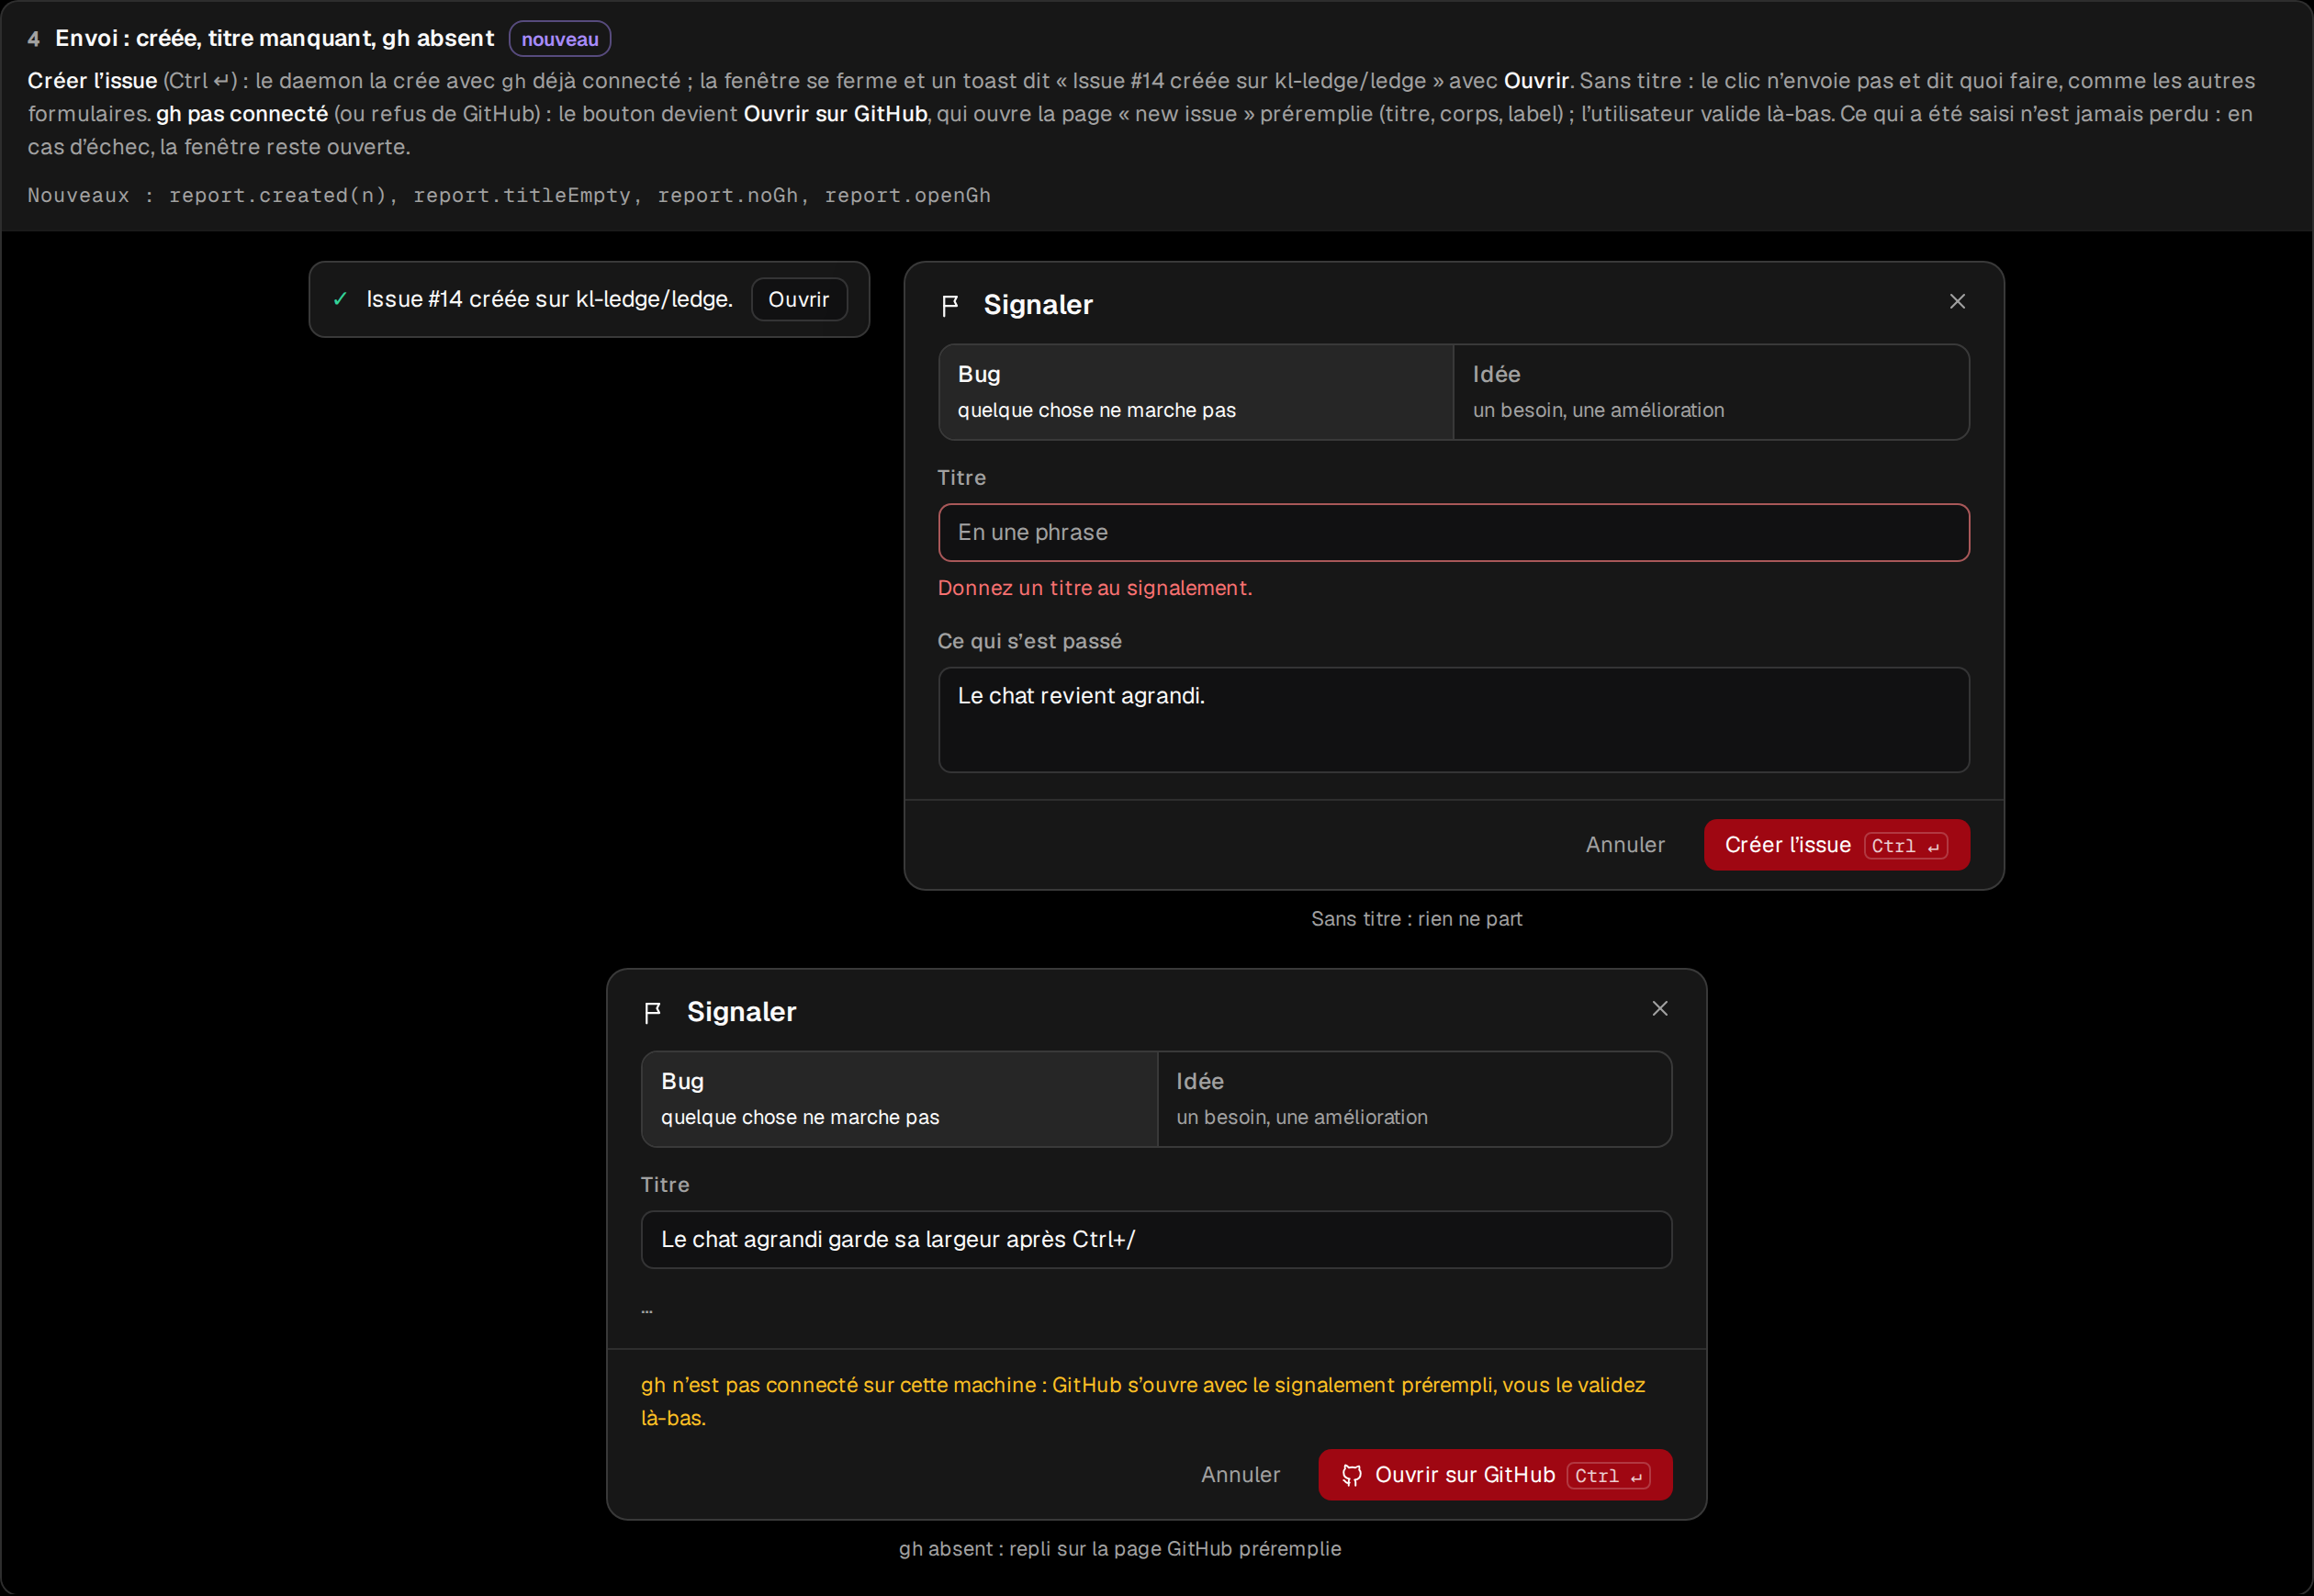 4 Envoi : créée, titre manquant, gh absent nouveau
Créer l’issue (Ctrl ↵) : le daemon la crée avec gh déjà connecté ; la fenêtre se ferme et un toast dit « Issue #14 créée sur kl-ledge/ledge » avec Ouvrir. Sans titre : le clic n’envoie pas et dit quoi faire, comme les autres
formulaires. gh pas connecté (ou refus de GitHub) : le bouton devient Ouvrir sur GitHub, qui ouvre la page « new issue » préremplie (titre, corps, label) ; l’utilisateur valide là-bas. Ce qui a été saisi n’est jamais perdu : en
cas d’échec, la fenêtre reste ouverte.
Nouveaux : report.created(n), report.titleEmpty, report.noGh, report.openGh
✓ Issue #14 créée sur kl-ledge/ledge. Ouvrir
Signaler
Bug
quelque chose ne marche pas
Idée
un besoin, une amélioration
Titre
En une phrase
Donnez un titre au signalement.
Ce qui s’est passé
Le chat revient agrandi.
Annuler
Créer l’issue Ctrl ↵
Sans titre : rien ne part
Signaler
Bug
quelque chose ne marche pas
Idée
un besoin, une amélioration
Titre
Le chat agrandi garde sa largeur après Ctrl+/
…
gh n’est pas connecté sur cette machine : GitHub s’ouvre avec le signalement prérempli, vous le validez
là-bas.
Annuler
Ouvrir sur GitHub Ctrl ↵
gh absent : repli sur la page GitHub préremplie